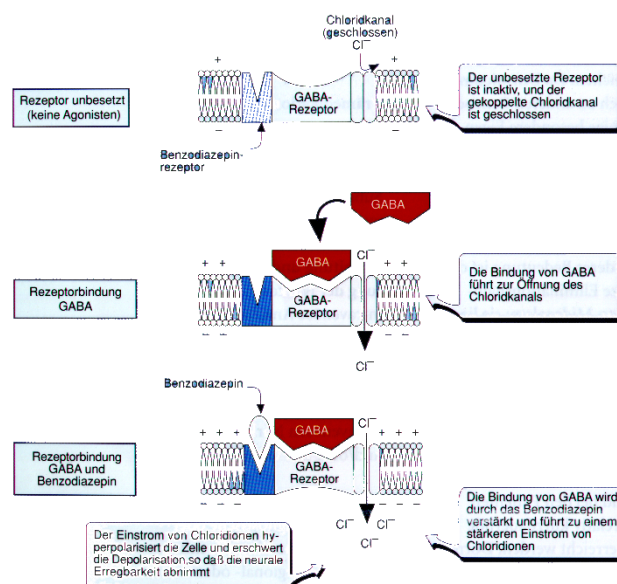 Chloridkanal
(geschlossen)
Cl⁻
+
Rezeptor unbesetzt
(keine Agonisten)
GABA-
Rezeptor
Der unbesetzte Rezeptor
ist inaktiv, und der
gekoppelte Chloridkanal
ist geschlossen
−
Benzodiazepin-
rezeptor
GABA
GABA
Cl⁻
+ + + +
Rezeptorbindung
GABA
GABA-
Rezeptor
Die Bindung von GABA
führt zur Öffnung des
Chloridkanals
− − − −
Cl⁻
Benzodiazepin
GABA
Cl⁻
+ + + + + + +
Rezeptorbindung
GABA und
Benzodiazepin
GABA-
Rezeptor
− − − − − − −
Cl⁻ Cl⁻
Cl⁻ Cl⁻
Die Bindung von GABA wird
durch das Benzodiazepin
verstärkt und führt zu einem
stärkeren Einstrom von
Chloridionen
Der Einstrom von Chloridionen hy-
perpolarisiert die Zelle und erschwert
die Depolarisation,so daß die neurale
Erregbarkeit abnimmt